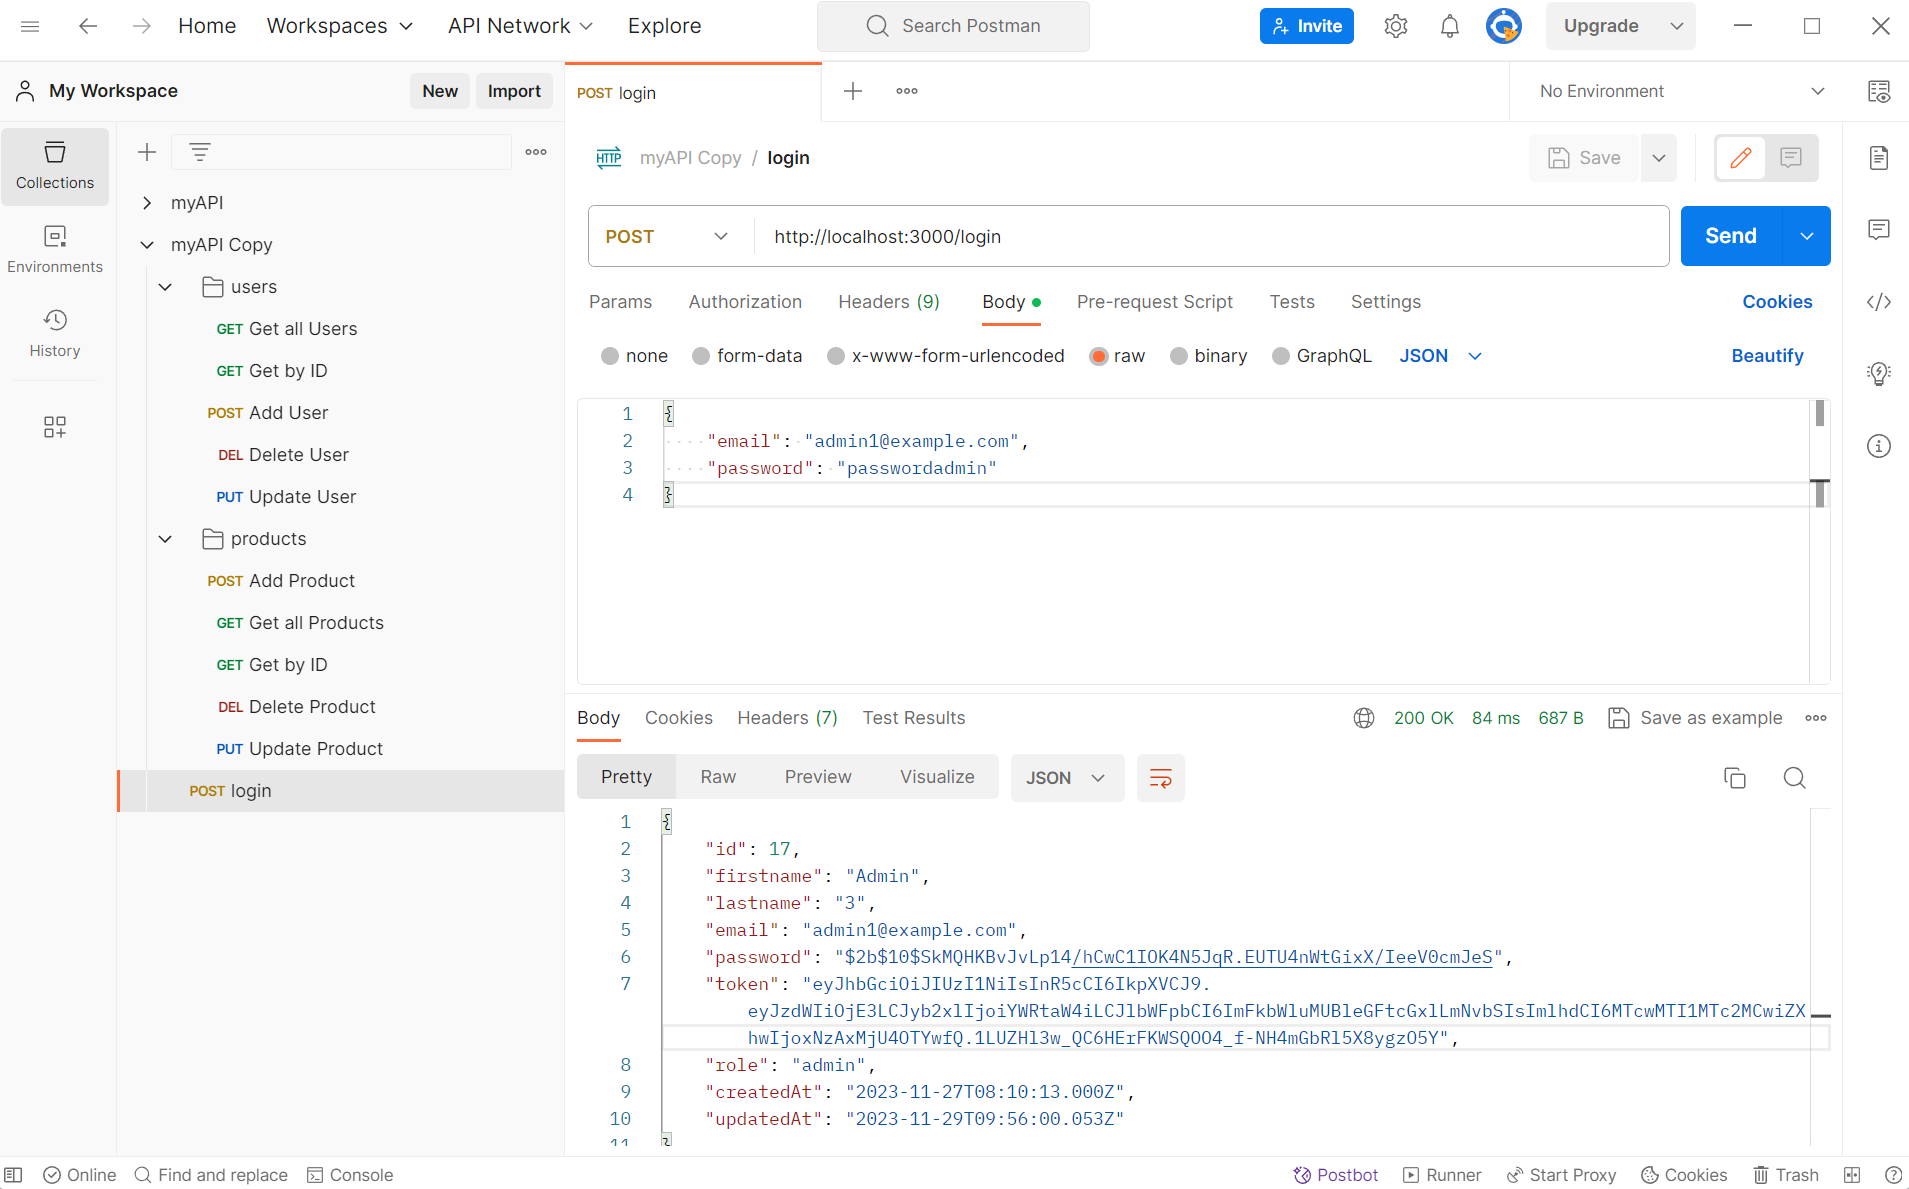 Home Workspaces API Network Explore Search Postman Invite Upgrade
My Workspace New Import
POST login
No Environment
Collections
Environments
History
myAPI
myAPI Copy
users
GET Get all Users
GET Get by ID
POST Add User
DEL Delete User
PUT Update User
products
POST Add Product
GET Get all Products
GET Get by ID
DEL Delete Product
PUT Update Product
POST login
HTTP myAPI Copy / login Save
POST http://localhost:3000/login Send
Params Authorization Headers (9) Body Pre-request Script Tests Settings Cookies
none form-data x-www-form-urlencoded raw binary GraphQL JSON Beautify
1 {
2 "email": "admin1@example.com",
3 "password": "passwordadmin"
4 }
Body Cookies Headers (7) Test Results 200 OK 84 ms 687 B Save as example
Pretty Raw Preview Visualize JSON
1 {
2 "id": 17,
3 "firstname": "Admin",
4 "lastname": "3",
5 "email": "admin1@example.com",
6 "password": "$2b$10$SkMQHKBvJvLp14/hCwC1IOK4N5JqR.EUTU4nWtGixX/IeeV0cmJeS",
7 "token": "eyJhbGciOiJIUzI1NiIsInR5cCI6IkpXVCJ9.
eyJzdWIiOjE3LCJyb2xlIjoiYWRtaW4iLCJlbWFpbCI6ImFkbWluMUBleGFtcGxlLmNvbSIsImlhdCI6MTcwMTI1MTc2MCwiZX
hwIjoxNzAxMjU4OTYwfQ.1LUZHl3w_QC6HErFKWSQOO4_f-NH4mGbRl5X8ygzO5Y",
8 "role": "admin",
9 "createdAt": "2023-11-27T08:10:13.000Z",
10 "updatedAt": "2023-11-29T09:56:00.053Z"
11 }
Online Find and replace Console Postbot Runner Start Proxy Cookies Trash